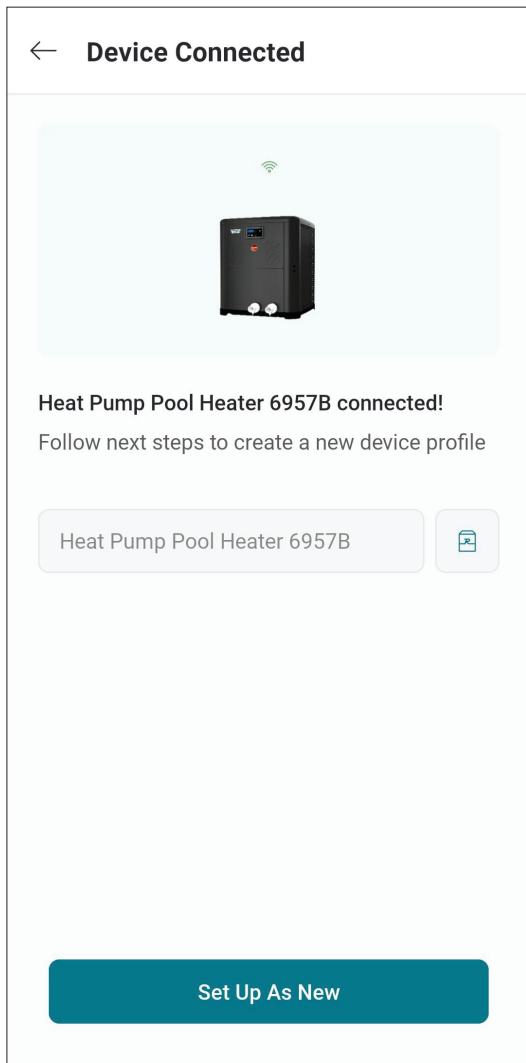 Device Connected
Heat Pump Pool Heater 6957B connected!
Follow next steps to create a new device profile
Heat Pump Pool Heater 6957B
Set Up As New